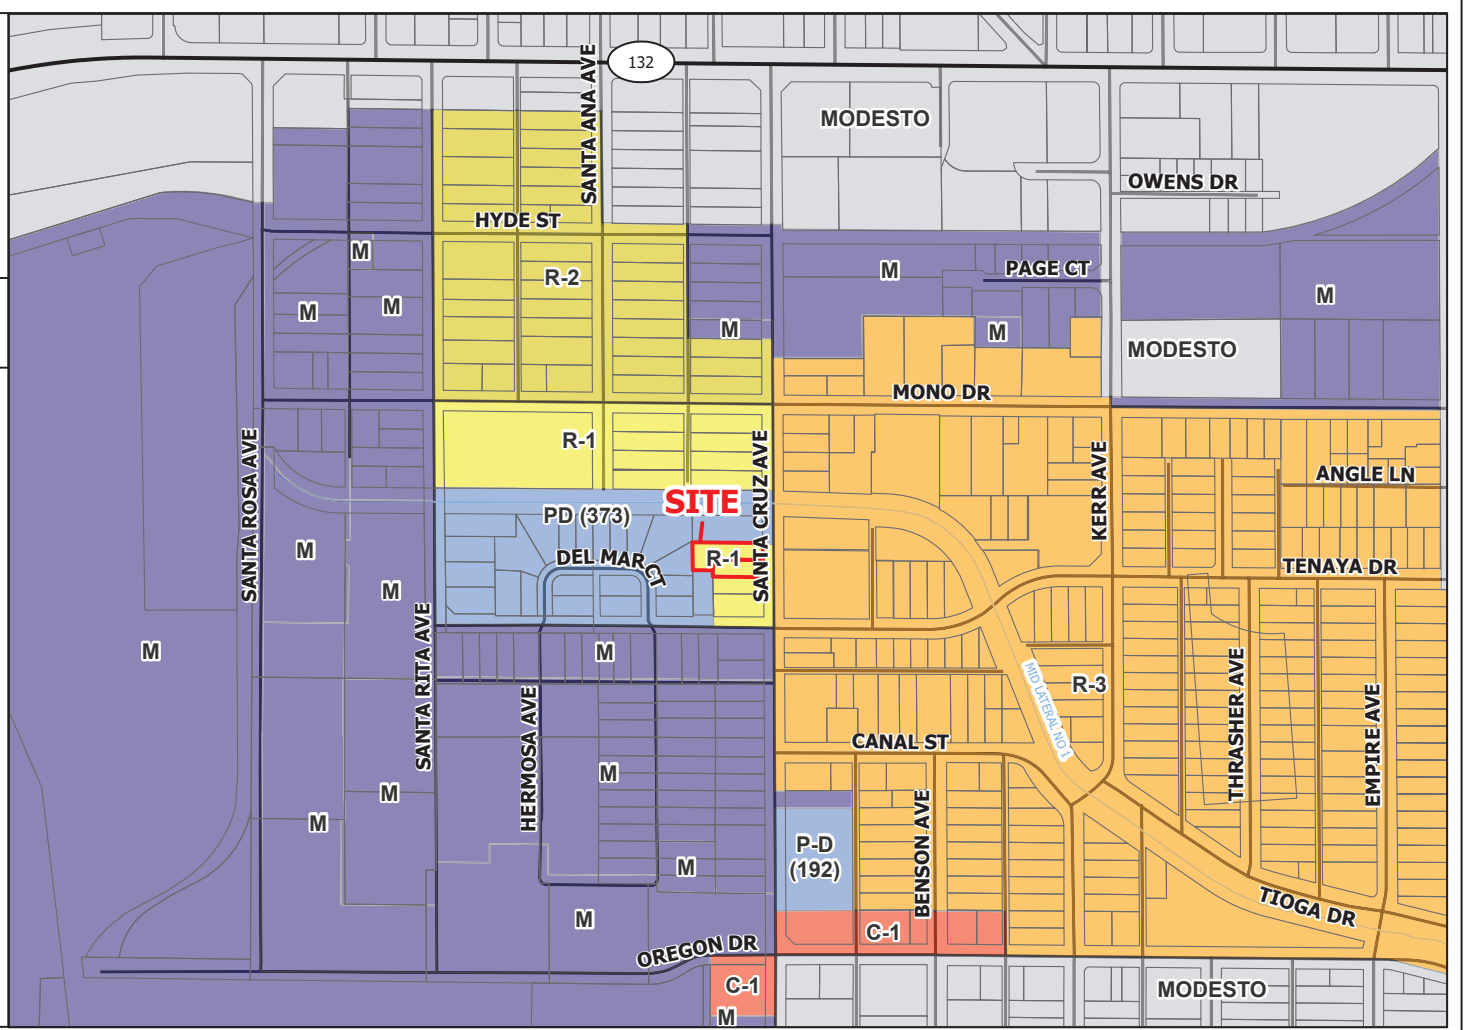 132
SANTA ANA AVE
MODESTO
OWENS DR
HYDE ST
M
M
PAGE CT
R-2
M
M
M
M
M
MODESTO
MONO DR
R-1
SANTA ROSA AVE
SANTA CRUZ AVE
KERR AVE
ANGLE LN
SITE
PD (373)
M
R-1
DEL MAR CT
TENAYA DR
M
SANTA RITA AVE
M
M
MID LATERAL NO 1
R-3
THRASHER AVE
EMPIRE AVE
HERMOSA AVE
CANAL ST
M
M
M
BENSON AVE
P-D
(192)
M
TIOGA DR
M
C-1
OREGON DR
C-1
MODESTO
M